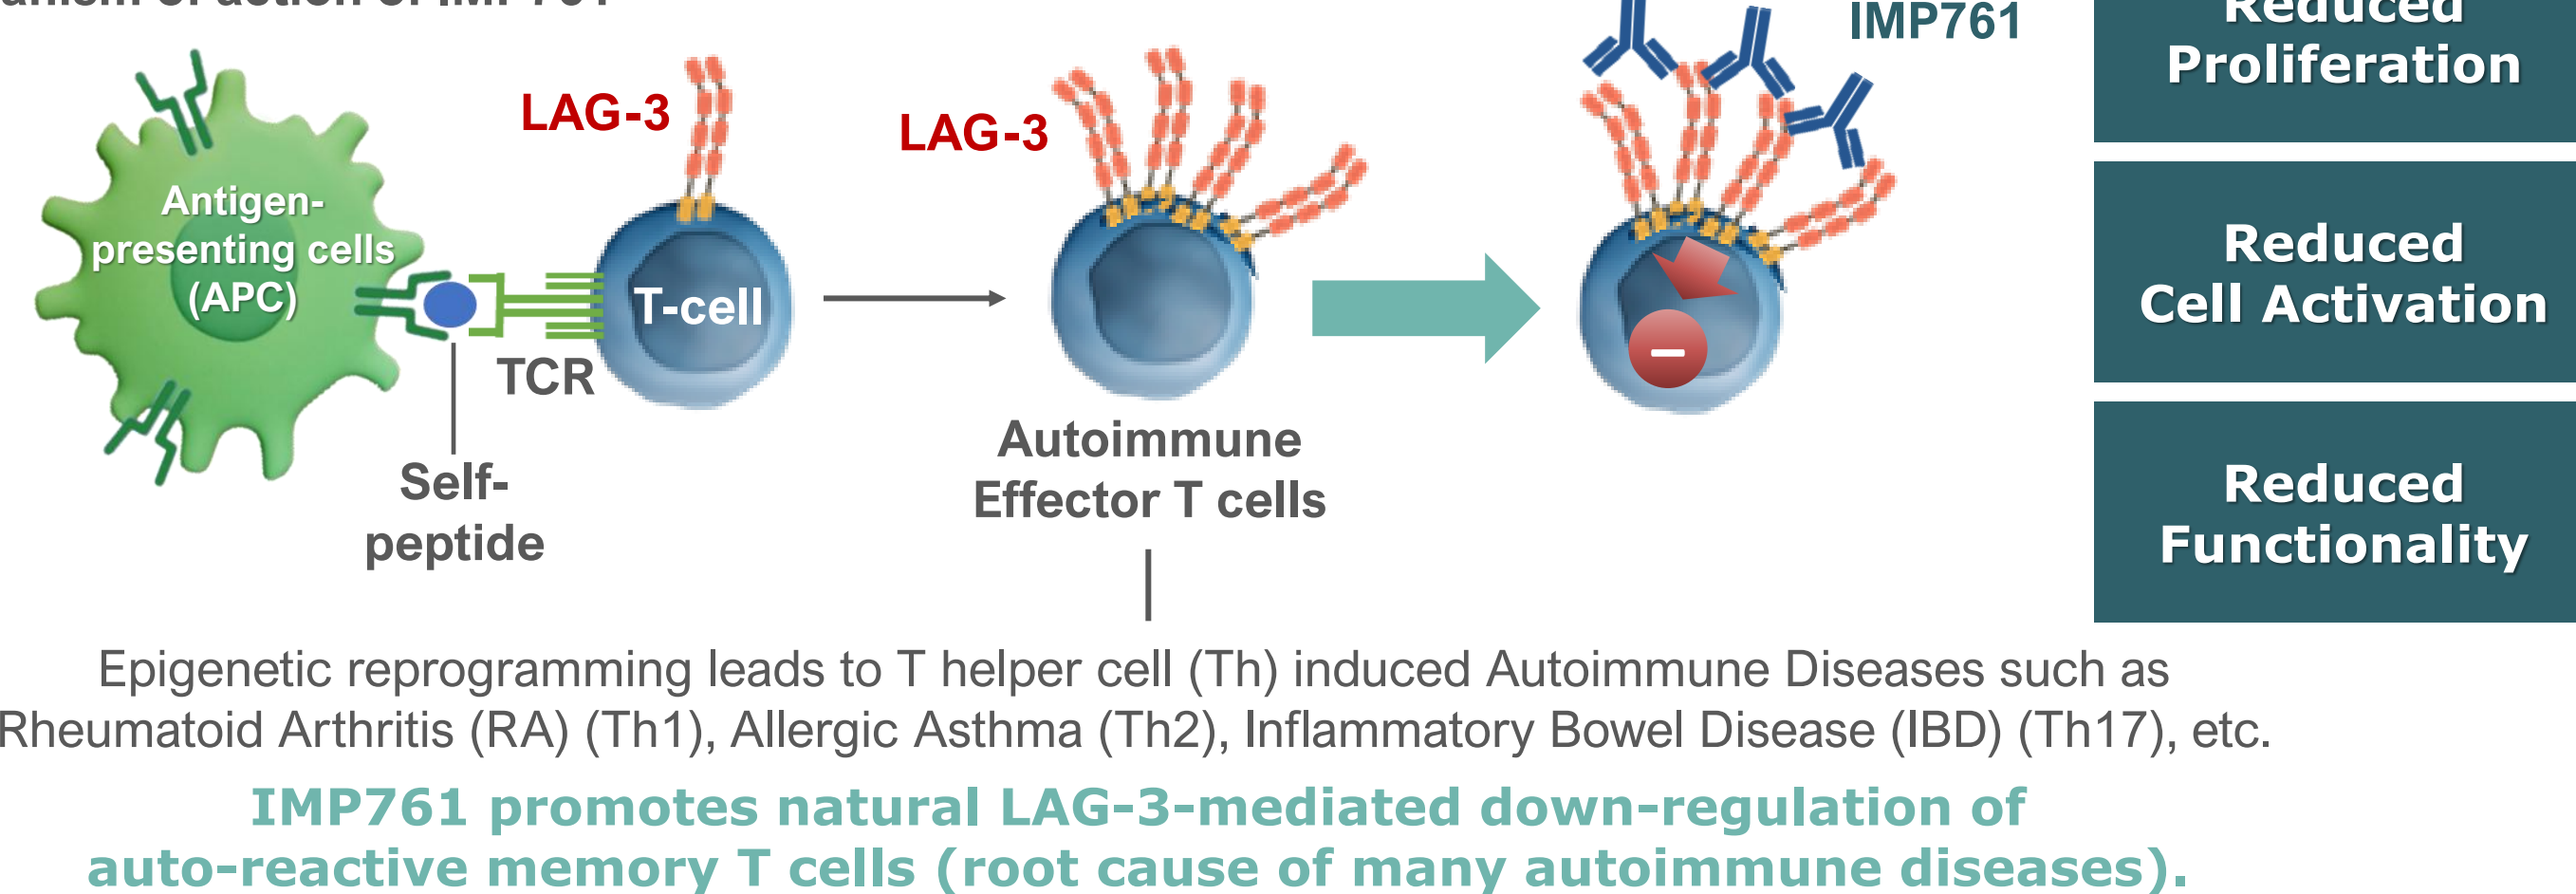 IMP761
Reduced
Proliferation
LAG-3
LAG-3
Antigen-
presenting cells
(APC)
T-cell
TCR
Self-
peptide
Autoimmune
Effector T cells
–
Reduced
Cell Activation
Reduced
Functionality
Epigenetic reprogramming leads to T helper cell (Th) induced Autoimmune Diseases such as
Rheumatoid Arthritis (RA) (Th1), Allergic Asthma (Th2), Inflammatory Bowel Disease (IBD) (Th17), etc.
IMP761 promotes natural LAG-3-mediated down-regulation of
auto-reactive memory T cells (root cause of many autoimmune diseases).